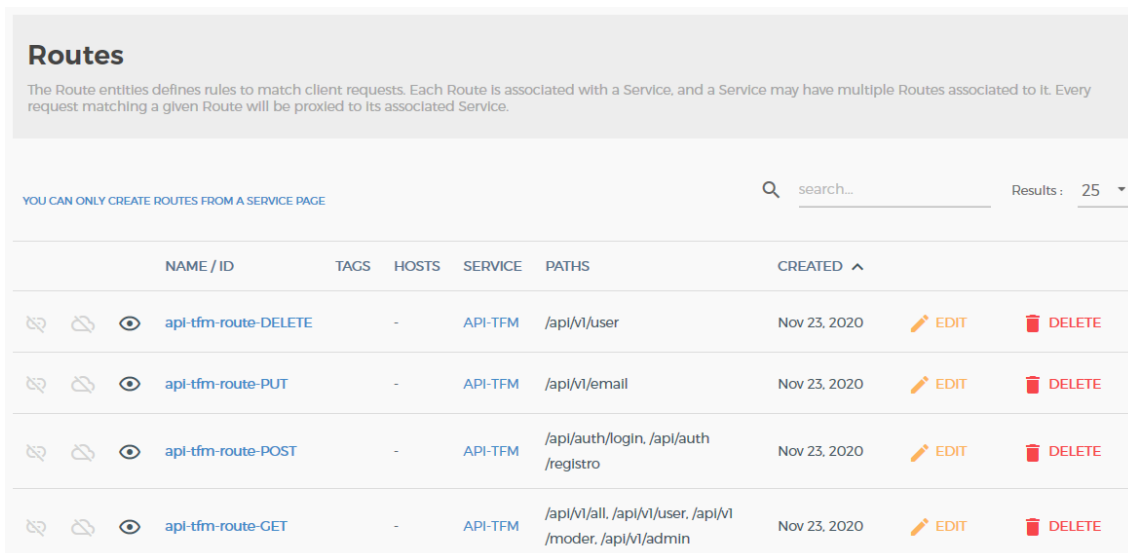 Routes
The Route entities defines rules to match client requests. Each Route is associated with a Service, and a Service may have multiple Routes associated to it. Every
request matching a given Route will be proxied to its associated Service.
YOU CAN ONLY CREATE ROUTES FROM A SERVICE PAGE
search...
Results : 25
NAME / ID TAGS HOSTS SERVICE PATHS CREATED
api-tfm-route-DELETE - API-TFM /api/v1/user Nov 23, 2020 EDIT DELETE
api-tfm-route-PUT - API-TFM /api/v1/email Nov 23, 2020 EDIT DELETE
api-tfm-route-POST - API-TFM /api/auth/login, /api/auth
/registro Nov 23, 2020 EDIT DELETE
api-tfm-route-GET - API-TFM /api/v1/all, /api/v1/user, /api/v1
/moder, /api/v1/admin Nov 23, 2020 EDIT DELETE